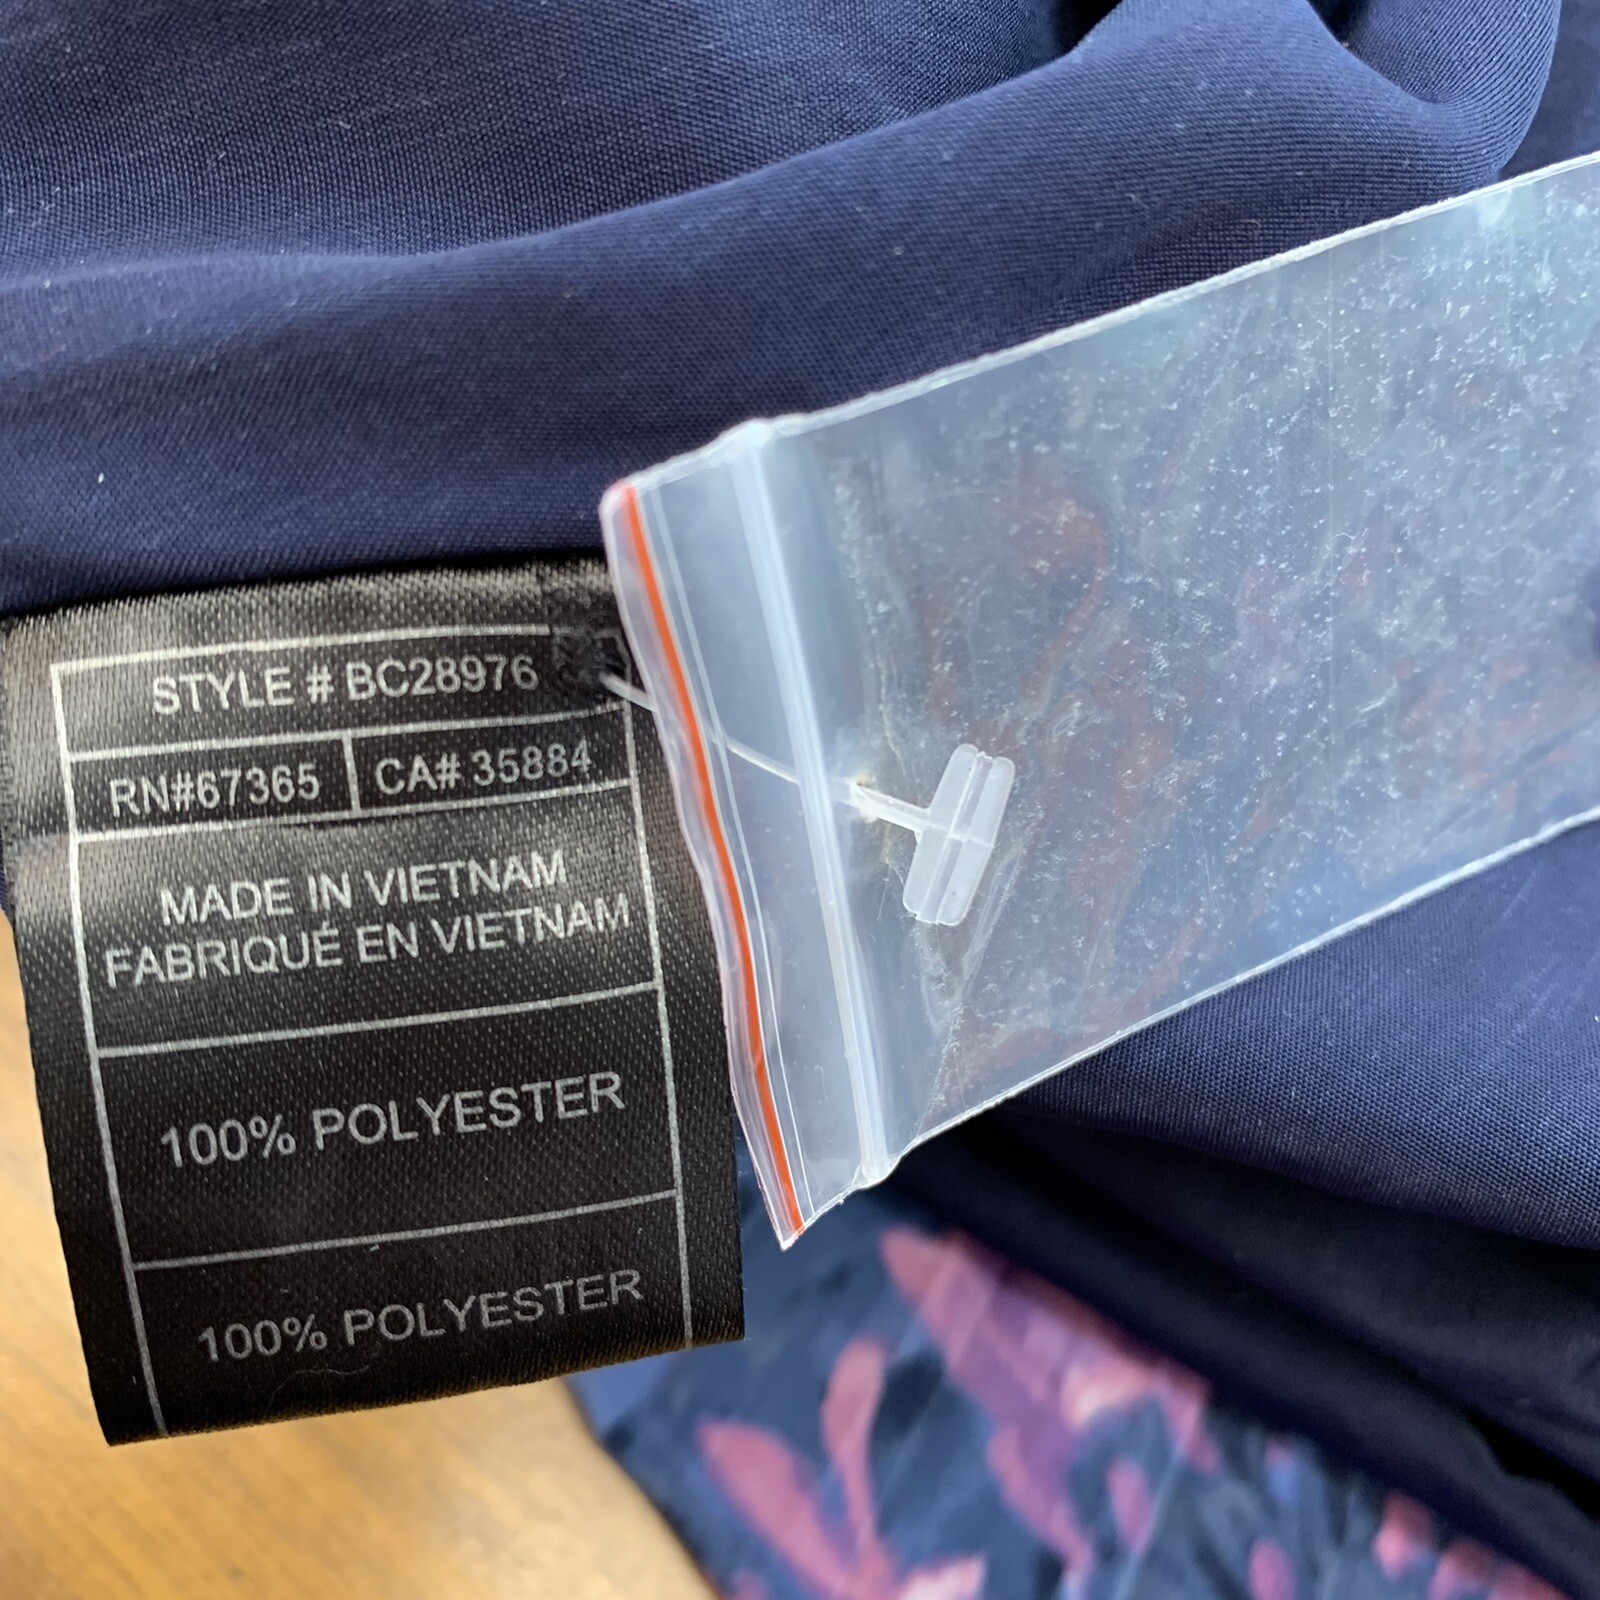 STYLE # BC28976
RN#67365 CA# 35884
MADE IN VIETNAM
FABRIQUÉ EN VIETNAM
100% POLYESTER
100% POLYESTER